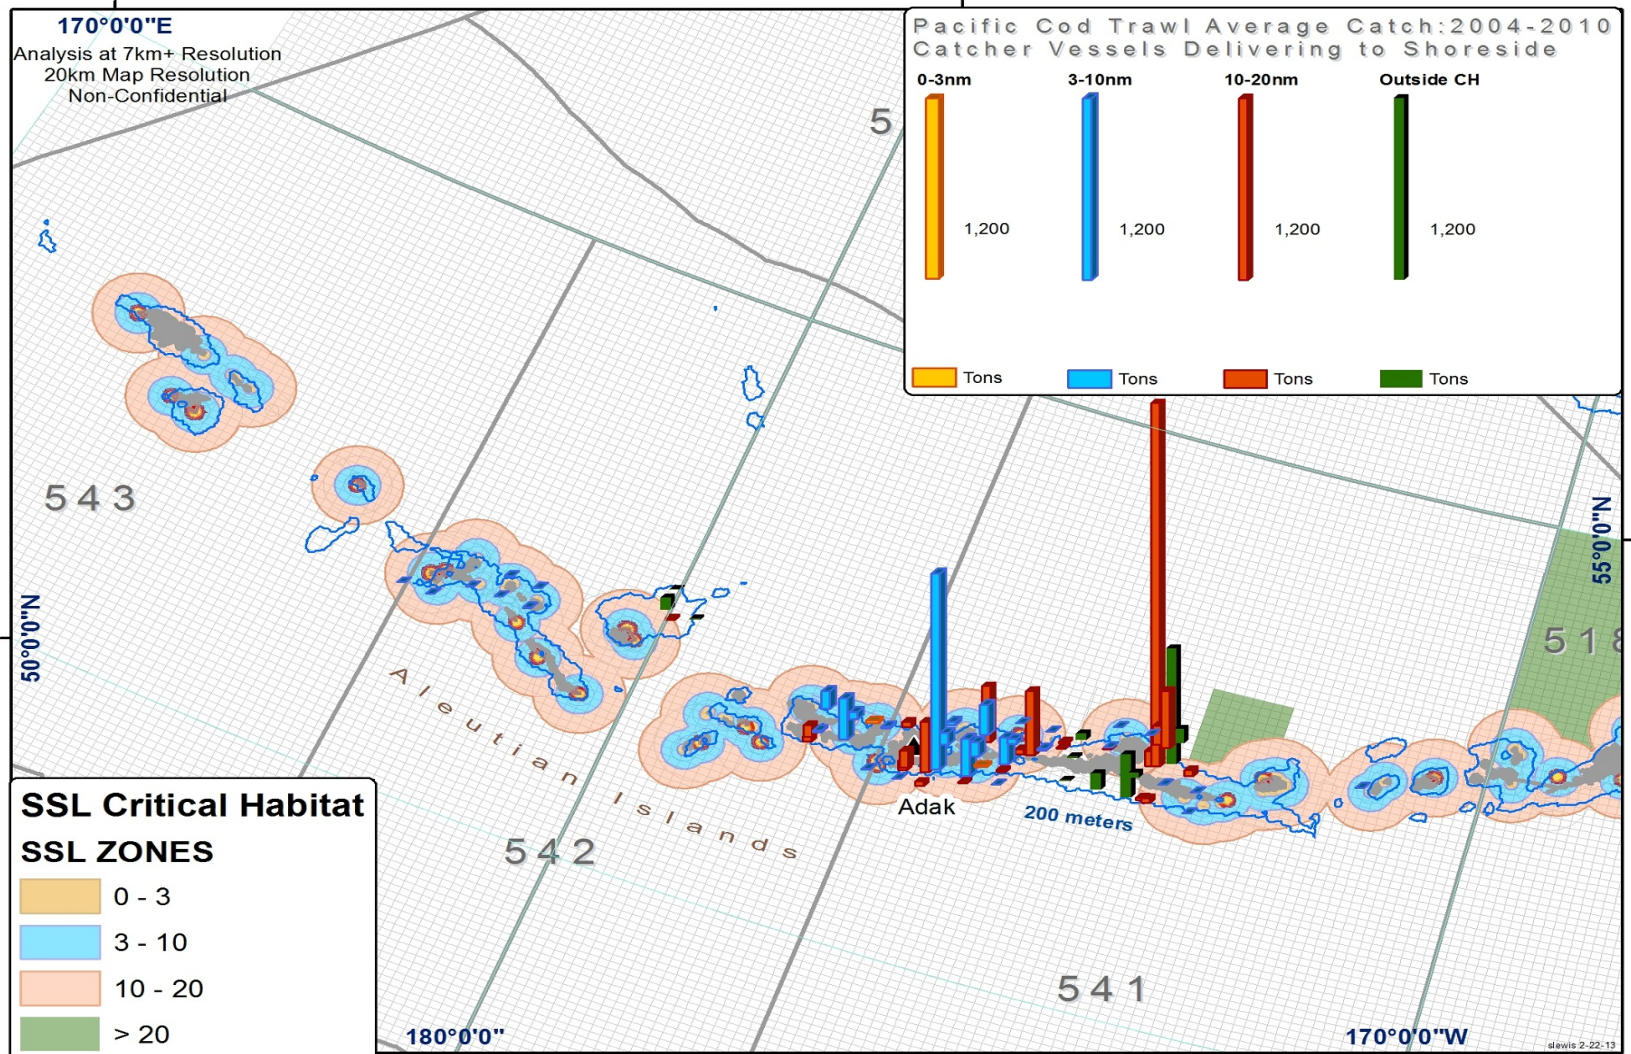 170°0'0"E
Analysis at 7km+ Resolution
20km Map Resolution
Non-Confidential
Pacific Cod Trawl Average Catch:2004-2010
Catcher Vessels Delivering to Shoreside
0-3nm 3-10nm 10-20nm Outside CH
1,200 1,200 1,200 1,200
Tons Tons Tons Tons
5
543
55°0'0"N
50°0'0"N
518
Aleutian Islands
Adak
200 meters
542
541
SSL Critical Habitat
SSL ZONES
0 - 3
3 - 10
10 - 20
> 20
180°0'0"
170°0'0"W
slewis 2-22-13